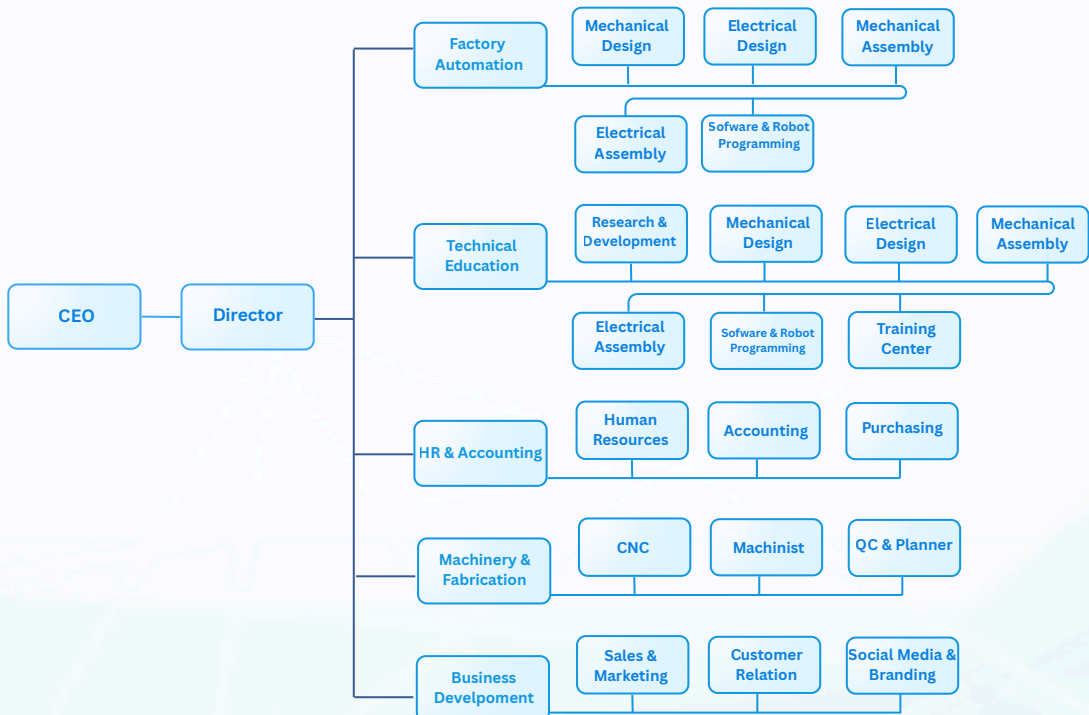 CEO
Director
Factory
Automation
Mechanical
Design
Electrical
Design
Mechanical
Assembly
Electrical
Assembly
Sofware & Robot
Programming
Technical
Education
Research &
Development
Mechanical
Design
Electrical
Design
Mechanical
Assembly
Electrical
Assembly
Sofware & Robot
Programming
Training
Center
HR & Accounting
Human
Resources
Accounting
Purchasing
Machinery &
Fabrication
CNC
Machinist
QC & Planner
Business
Develpoment
Sales &
Marketing
Customer
Relation
Social Media &
Branding